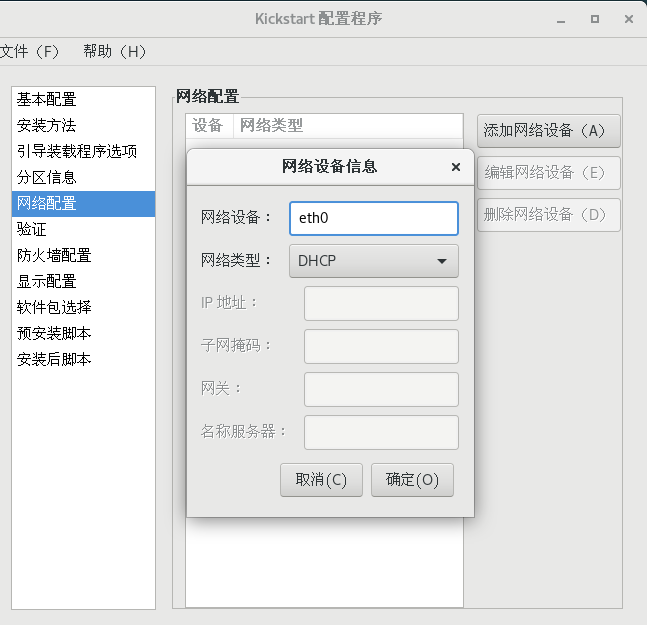 Kickstart 配置程序
文件（F） 帮助（H）
基本配置
安装方法
引导装载程序选项
分区信息
网络配置
验证
防火墙配置
显示配置
软件包选择
预安装脚本
安装后脚本
网络配置
设备 网络类型
添加网络设备（A）
编辑网络设备（E）
删除网络设备（D）
网络设备信息
网络设备：eth0
网络类型：DHCP
IP 地址：
子网掩码：
网关：
名称服务器：
取消(C) 确定(O)